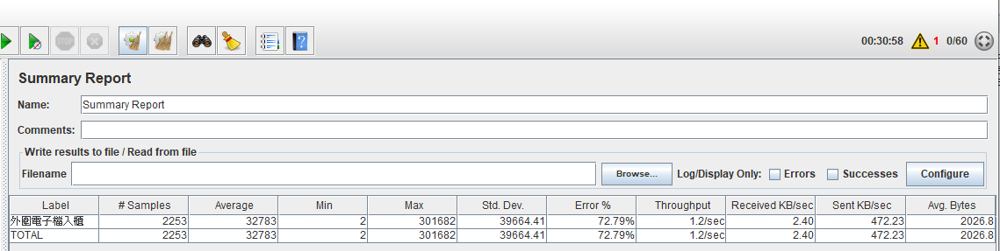 STOP
00:30:58 1 0/60
Summary Report
Name: Summary Report
Comments:
Write results to file / Read from file
Filename Browse... Log/Display Only: Errors Successes Configure
Label # Samples Average Min Max Std. Dev. Error % Throughput Received KB/sec Sent KB/sec Avg. Bytes
外圍電子檔入櫃 2253 32783 2 301682 39664.41 72.79% 1.2/sec 2.40 472.23 2026.8
TOTAL 2253 32783 2 301682 39664.41 72.79% 1.2/sec 2.40 472.23 2026.8